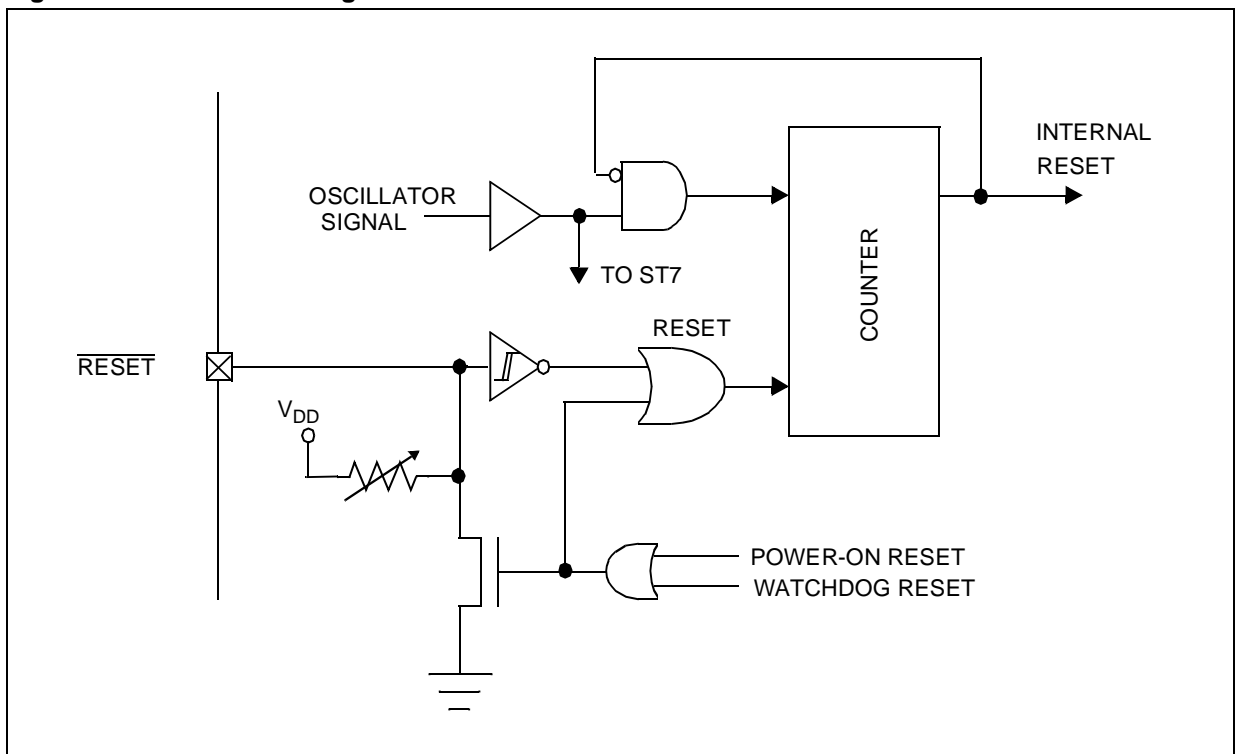 INTERNAL
RESET
OSCILLATOR
SIGNAL
TO ST7
COUNTER
RESET
RESET
VDD
POWER-ON RESET
WATCHDOG RESET